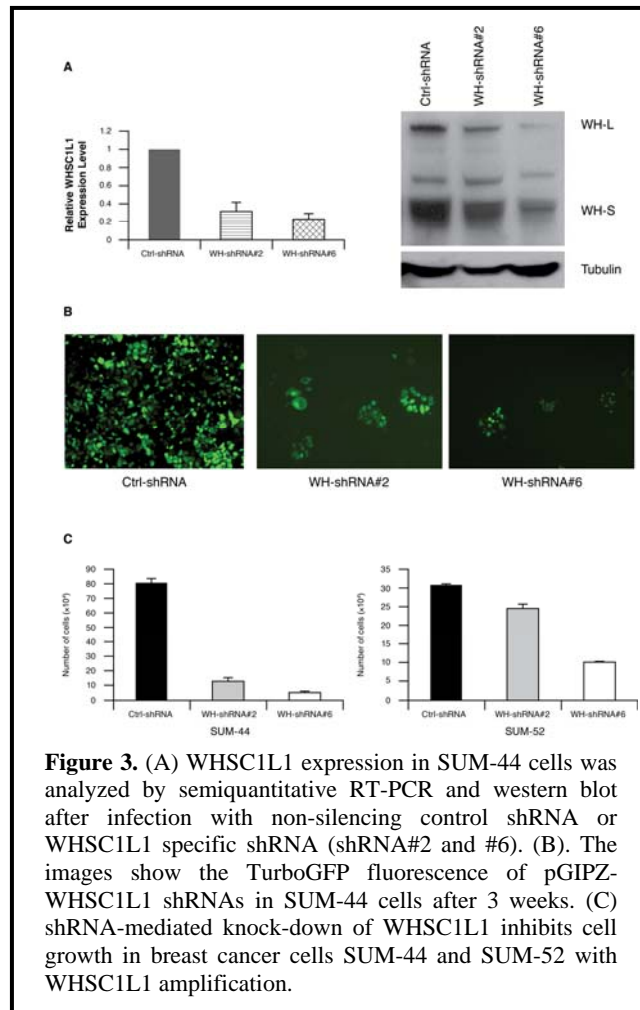 A
Ctrl-shRNA
WH-shRNA#2
WH-shRNA#6
Relative WHSC1L1
Expression Level
1.2
1
0.8
0.6
0.4
0.2
0
Ctrl-shRNA WH-shRNA#2 WH-shRNA#6
WH-L
WH-S
Tubulin
B
Ctrl-shRNA WH-shRNA#2 WH-shRNA#6
C
Number of cells
90
80
70
60
50
40
30
20
10
0
Ctrl-shRNA WH-shRNA#2 WH-shRNA#6
SUM-44
Number of cells
35
30
25
20
15
10
5
0
Ctrl-shRNA WH-shRNA#2 WH-shRNA#6
SUM-52
Figure 3. (A) WHSC1L1 expression in SUM-44 cells was
analyzed by semiquantitative RT-PCR and western blot
after infection with non-silencing control shRNA or
WHSC1L1 specific shRNA (shRNA#2 and #6). (B). The
images show the TurboGFP fluorescence of pGIPZ-
WHSC1L1 shRNAs in SUM-44 cells after 3 weeks. (C)
shRNA-mediated knock-down of WHSC1L1 inhibits cell
growth in breast cancer cells SUM-44 and SUM-52 with
WHSC1L1 amplification.